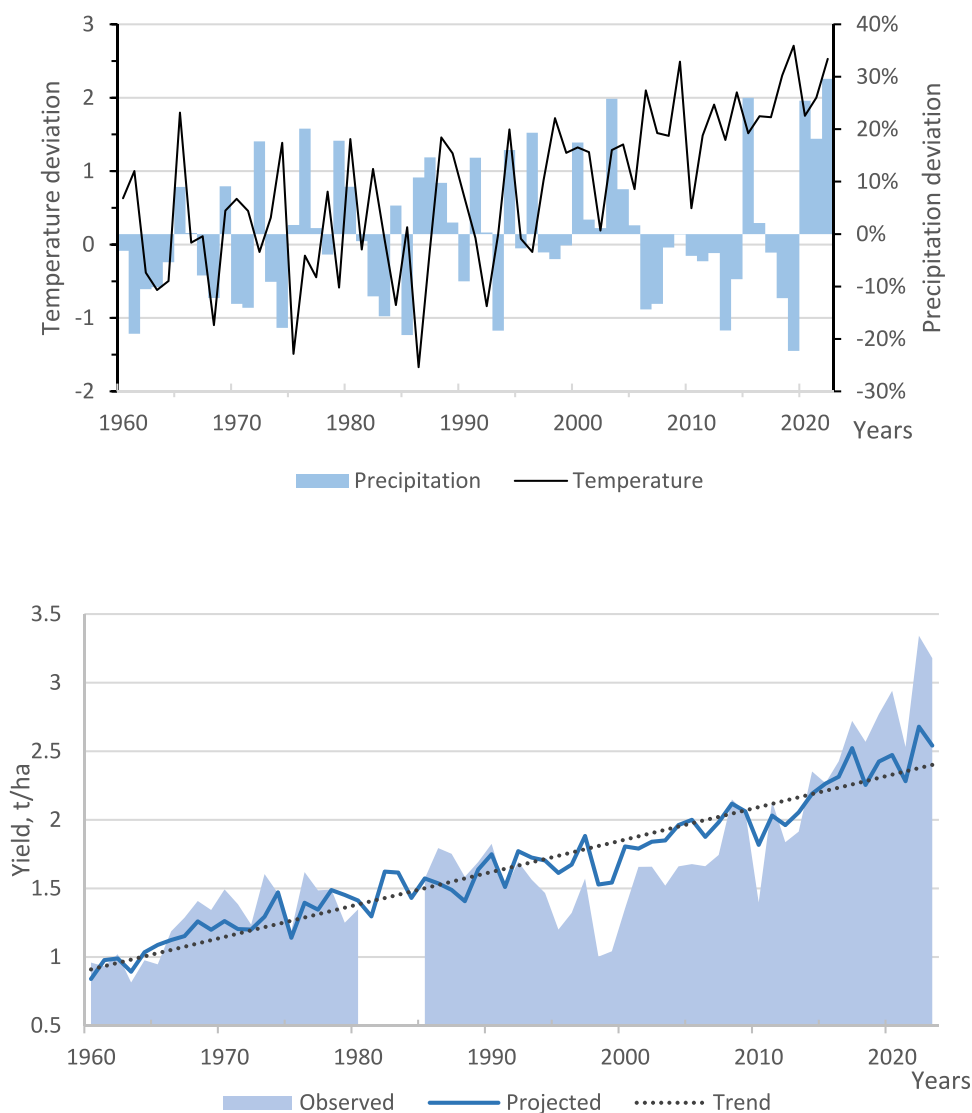 3
2
1
0
-1
-2
Temperature deviation
40%
30%
20%
10%
0%
-10%
-20%
-30%
Precipitation deviation
1960 1970 1980 1990 2000 2010 2020
Years
Precipitation Temperature
3.5
3
2.5
2
1.5
1
0.5
Yield, t/ha
1960 1970 1980 1990 2000 2010 2020
Years
Observed Projected Trend